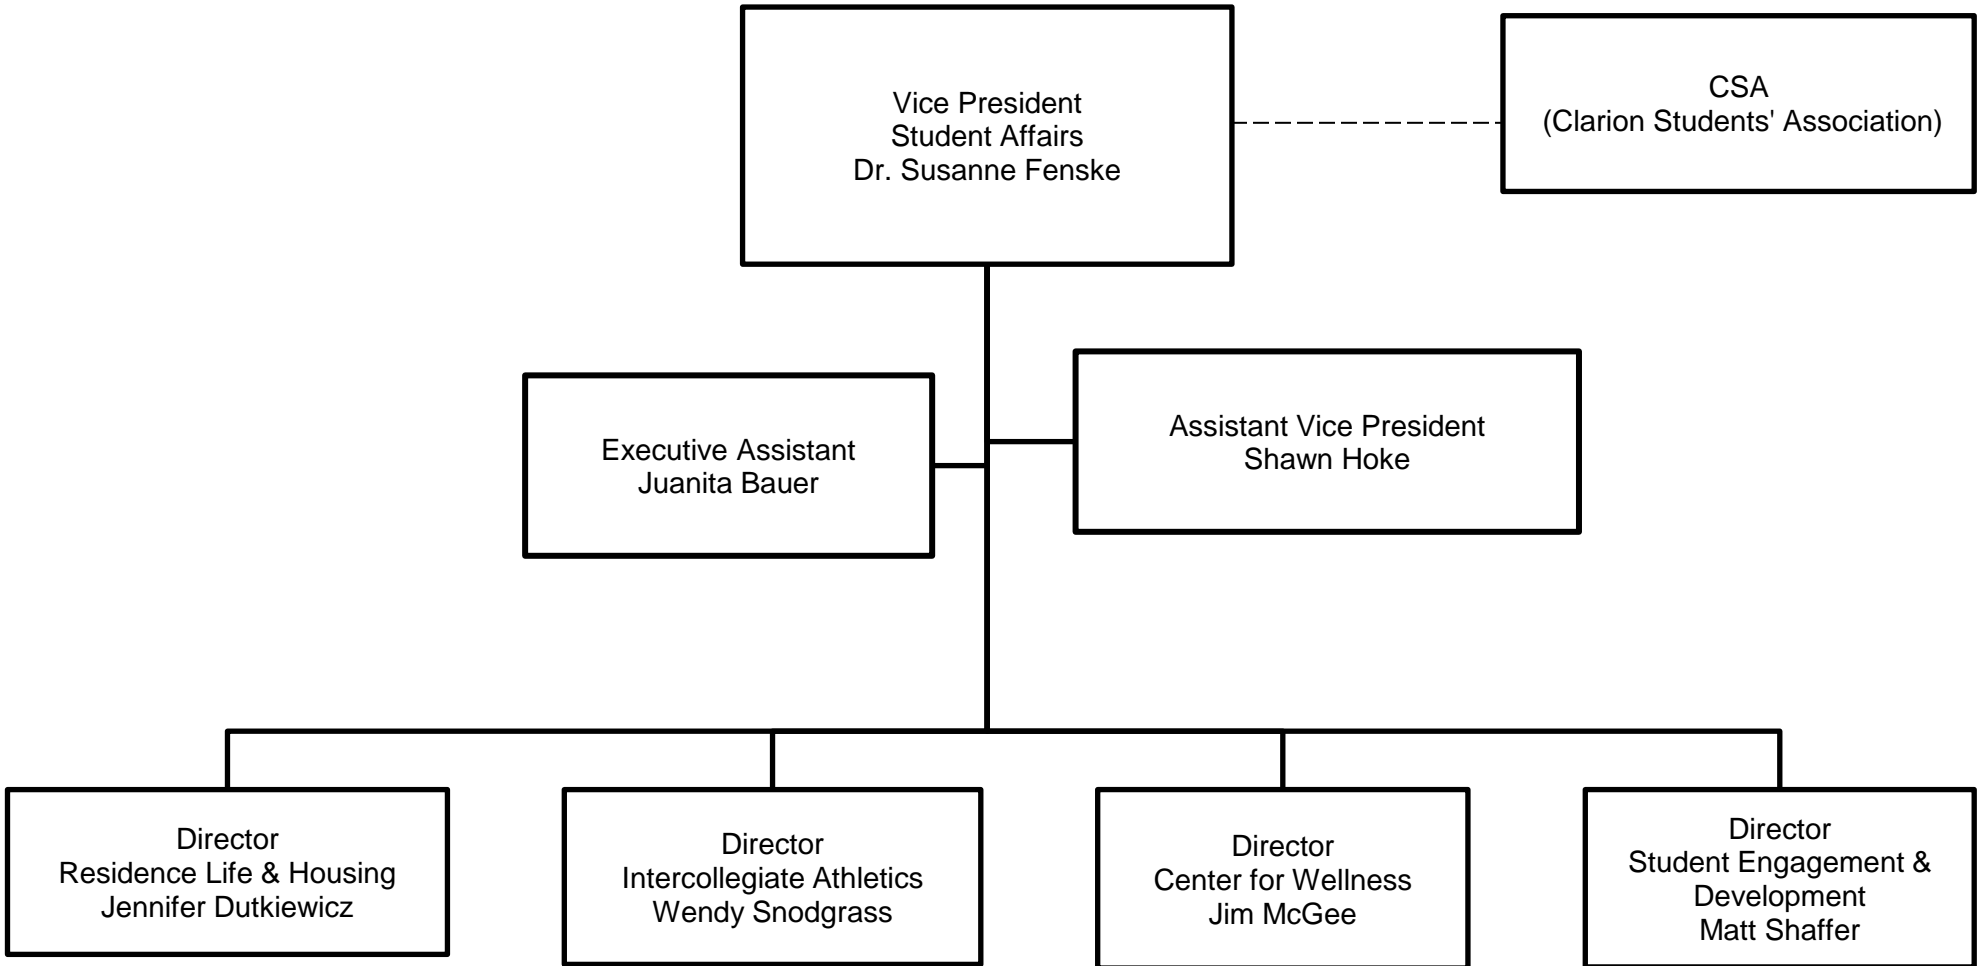 Vice President
Student Affairs
Dr. Susanne Fenske
CSA
(Clarion Students' Association)
Executive Assistant
Juanita Bauer
Assistant Vice President
Shawn Hoke
Director
Residence Life & Housing
Jennifer Dutkiewicz
Director
Intercollegiate Athletics
Wendy Snodgrass
Director
Center for Wellness
Jim McGee
Director
Student Engagement &
Development
Matt Shaffer